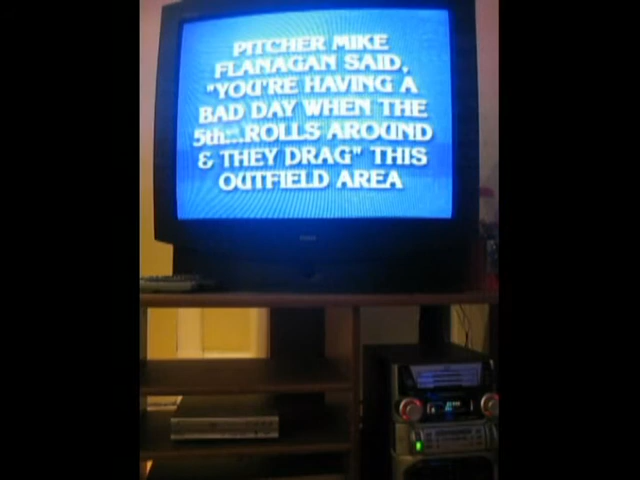 PITCHER MIKE
FLANAGAN SAID,
"YOU'RE HAVING A
BAD DAY WHEN THE
5th...ROLLS AROUND
& THEY DRAG" THIS
OUTFIELD AREA